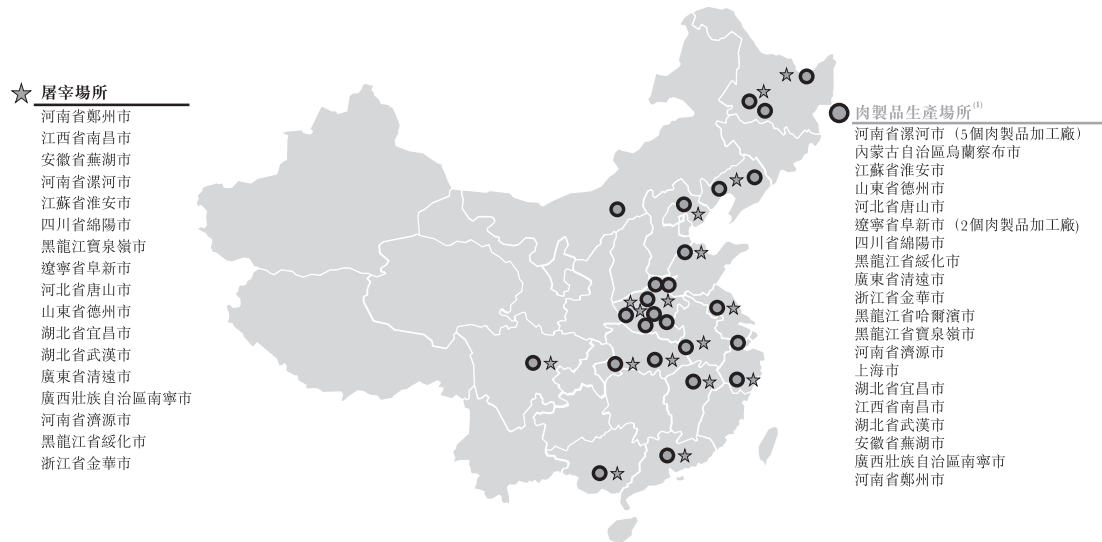 屠宰場所
河南省鄭州市
江西省南昌市
安徽省蕪湖市
河南省漯河市
江蘇省淮安市
四川省綿陽市
黑龍江寶泉嶺市
遼寧省阜新市
河北省唐山市
山東省德州市
湖北省宜昌市
湖北省武漢市
廣東省清遠市
廣西壯族自治區南寧市
河南省濟源市
黑龍江省綏化市
浙江省金華市
肉製品生產場所(1)
河南省漯河市（5個肉製品加工廠）
內蒙古自治區烏蘭察布市
江蘇省淮安市
山東省德州市
河北省唐山市
遼寧省阜新市（2個肉製品加工廠)
四川省綿陽市
黑龍江省綏化市
廣東省清遠市
浙江省金華市
黑龍江省哈爾濱市
黑龍江省寶泉嶺市
河南省濟源市
上海市
湖北省宜昌市
江西省南昌市
湖北省武漢市
安徽省蕪湖市
廣西壯族自治區南寧市
河南省鄭州市